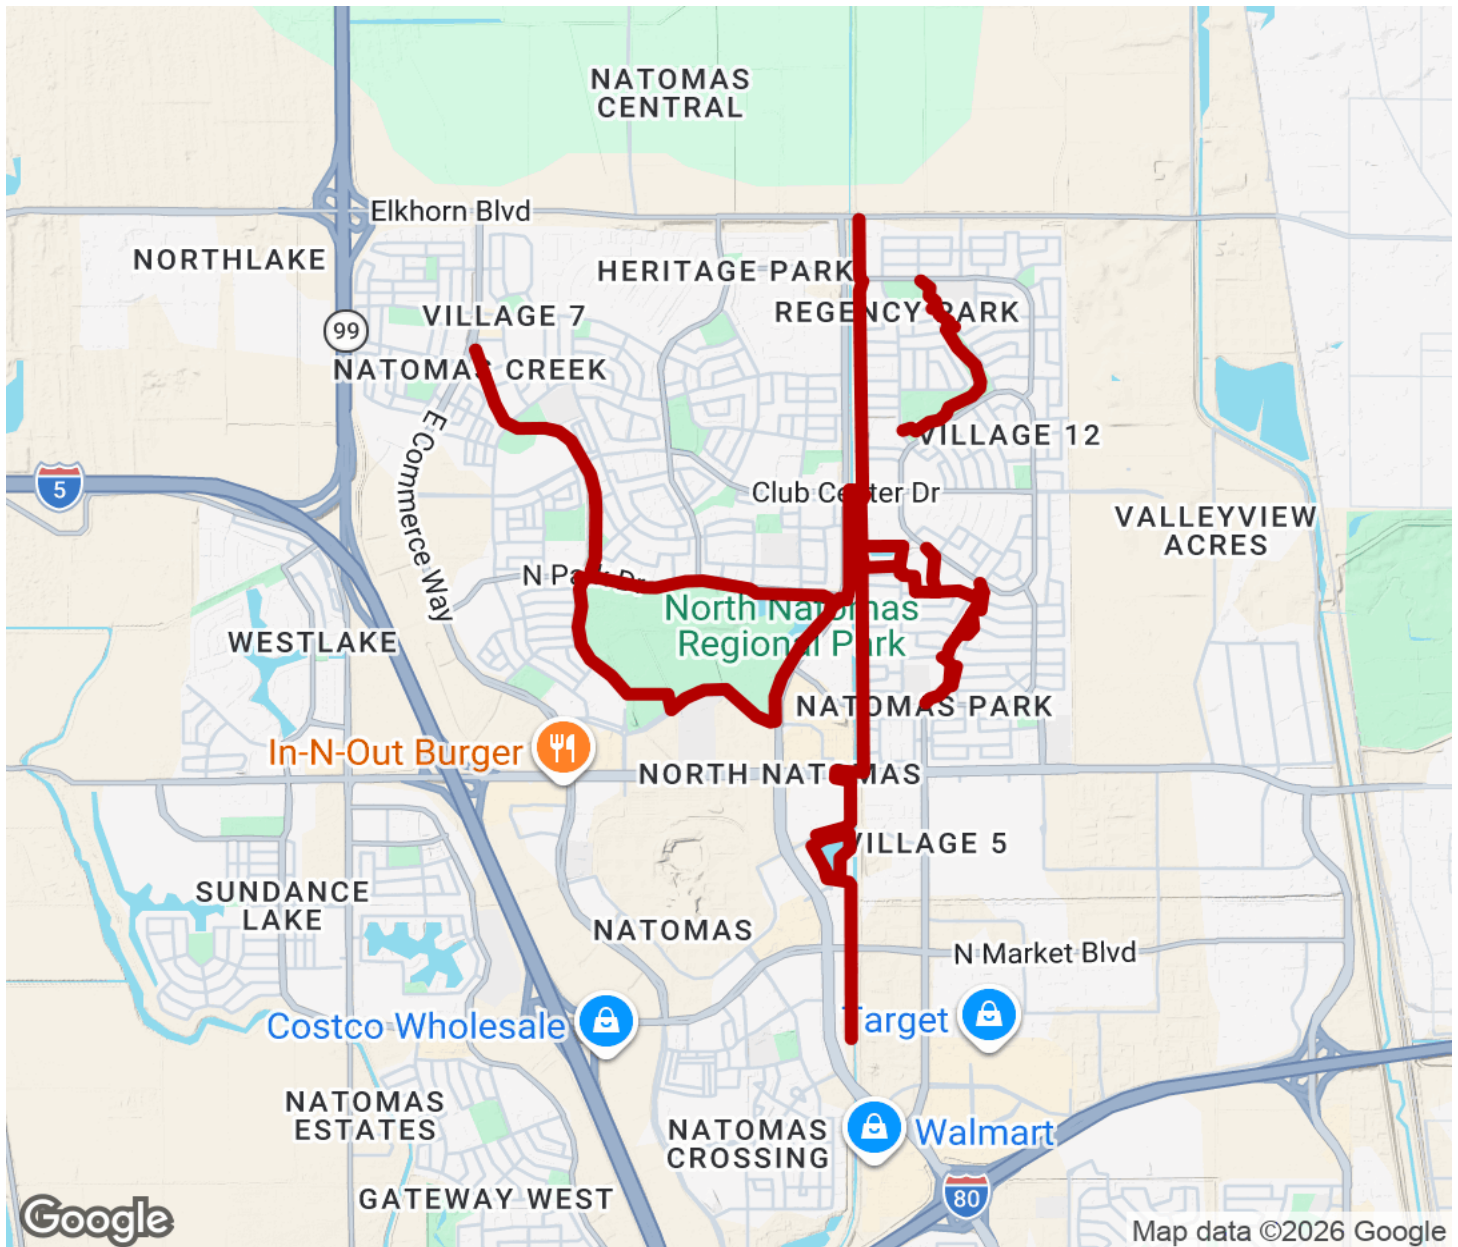 NATOMAS
CENTRAL
Elkhorn Blvd
NORTHLAKE
HERITAGE PARK
REGENCY PARK
VILLAGE 7
99
NATOMAS CREEK
E Commerce Way
VILLAGE 12
5
Club Center Dr
VALLEYVIEW
ACRES
N Park Dr
North Natomas
Regional Park
WESTLAKE
NATOMAS PARK
In-N-Out Burger
NORTH NATOMAS
VILLAGE 5
SUNDANCE
LAKE
NATOMAS
N Market Blvd
Costco Wholesale
Target
NATOMAS
ESTATES
NATOMAS
CROSSING
Walmart
GATEWAY WEST
80
Google
Map data ©2026 Google